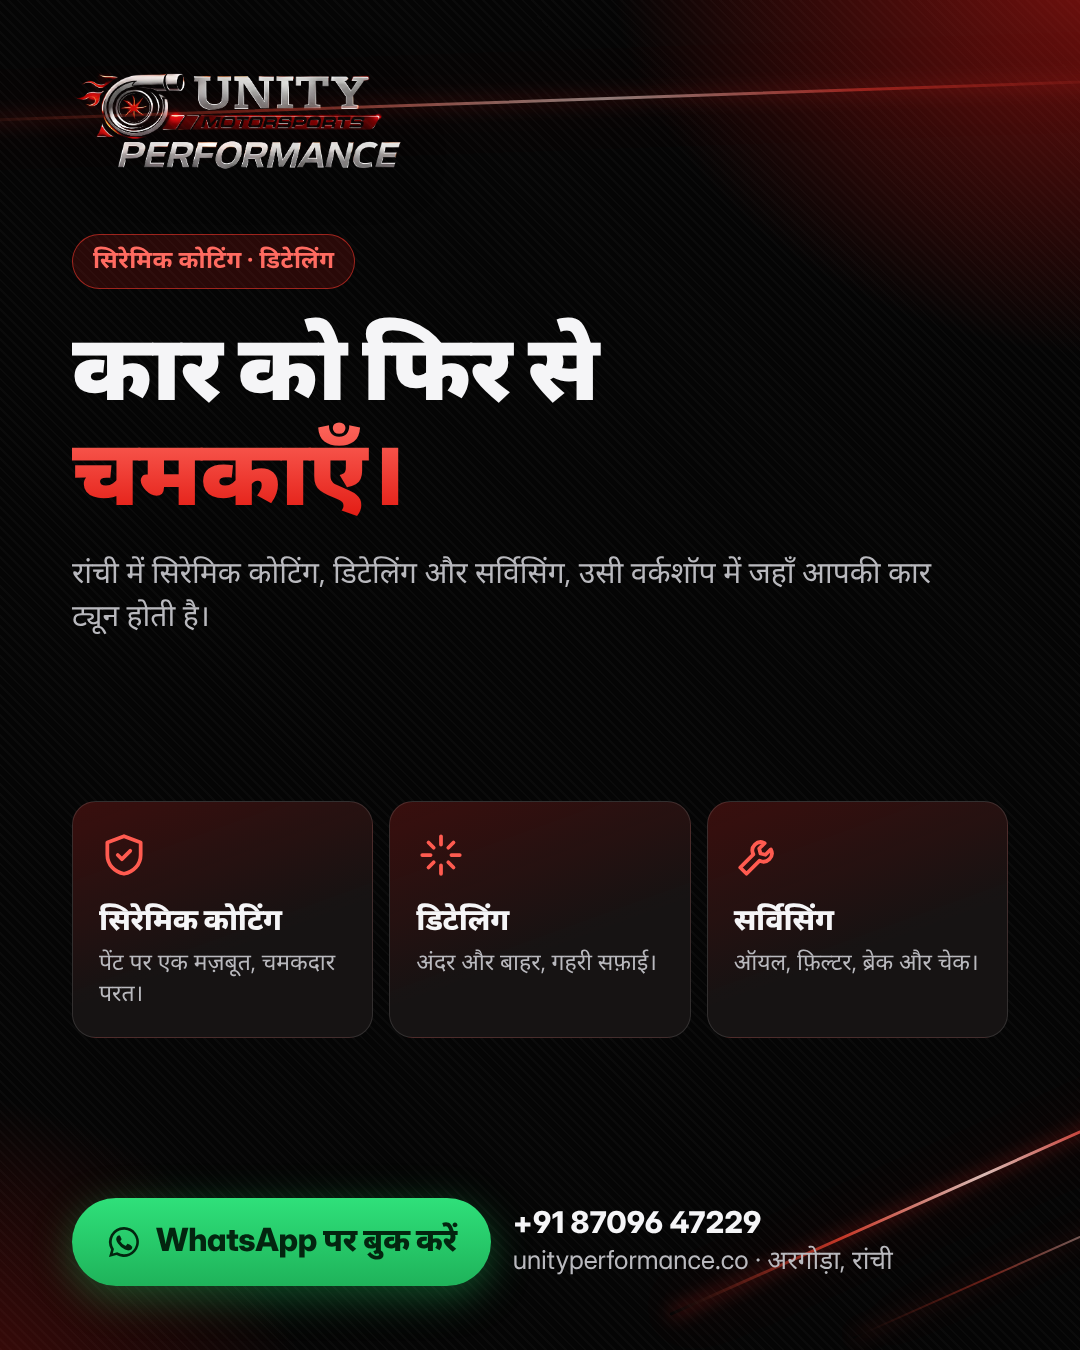 UNITY
MOTORSPORTS
PERFORMANCE
सिरेमिक कोटिंग · डिटेलिंग
कार को फिर से
चमकाएँ।
रांची में सिरेमिक कोटिंग, डिटेलिंग और सर्विसिंग, उसी वर्कशॉप में जहाँ आपकी कार
ट्यून होती है।
सिरेमिक कोटिंग
पेंट पर एक मज़बूत, चमकदार
परत।
डिटेलिंग
अंदर और बाहर, गहरी सफ़ाई।
सर्विसिंग
ऑयल, फ़िल्टर, ब्रेक और चेक।
WhatsApp पर बुक करें
+91 87096 47229
unityperformance.co · अरगोड़ा, रांची